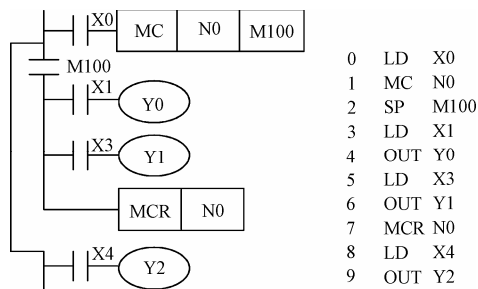 X0 MC N0 M100
M100
X1 Y0
X3 Y1
MCR N0
X4 Y2
0 LD X0
1 MC N0
2 SP M100
3 LD X1
4 OUT Y0
5 LD X3
6 OUT Y1
7 MCR N0
8 LD X4
9 OUT Y2